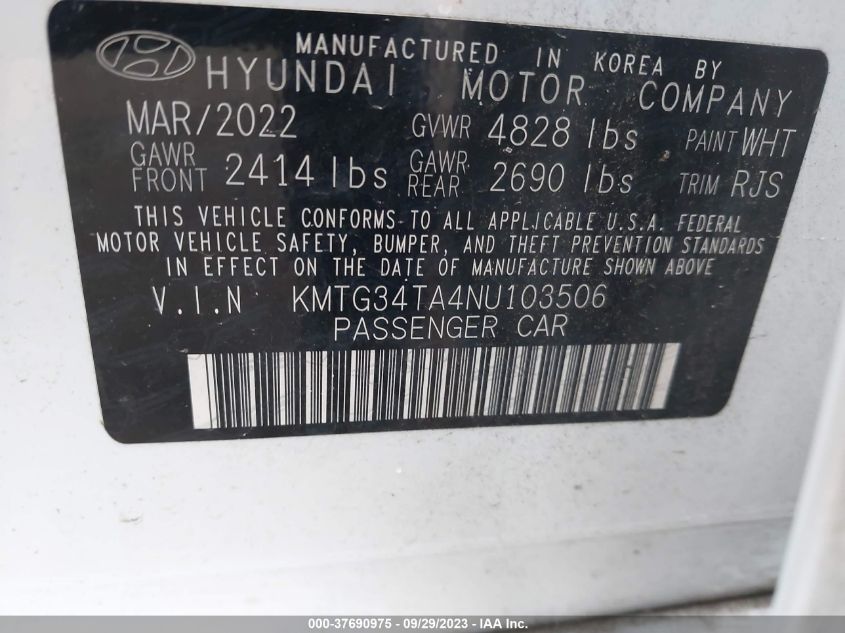 MANUFACTURED IN KOREA BY
HYUNDAI MOTOR COMPANY
MAR/2022 GVWR 4828 lbs PAINT WHT
GAWR FRONT 2414 lbs GAWR REAR 2690 lbs TRIM RJS
THIS VEHICLE CONFORMS TO ALL APPLICABLE U.S.A. FEDERAL
MOTOR VEHICLE SAFETY, BUMPER, AND THEFT PREVENTION STANDARDS
IN EFFECT ON THE DATE OF MANUFACTURE SHOWN ABOVE
V.I.N KMTG34TA4NU103506
PASSENGER CAR
000-37690975 - 09/29/2023 - IAA Inc.